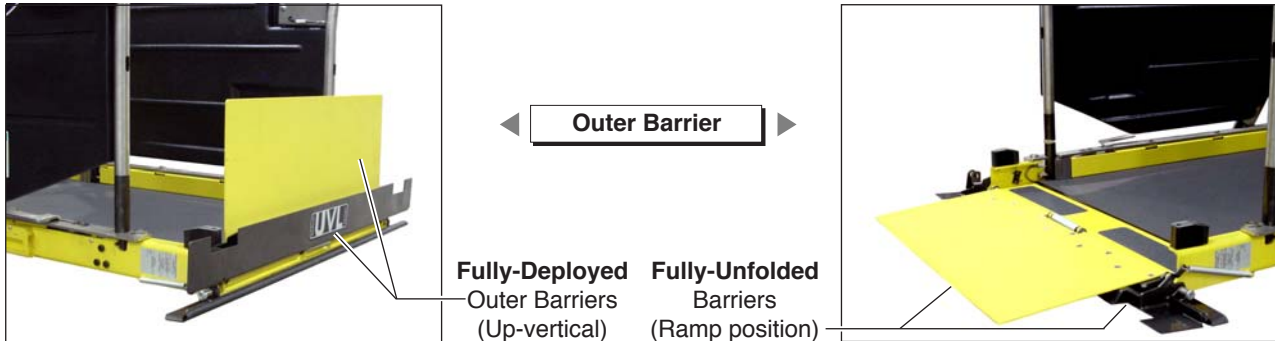 Outer Barrier
UVL
Fully-Deployed
Outer Barriers
(Up-vertical)
Fully-Unfolded
Barriers
(Ramp position)